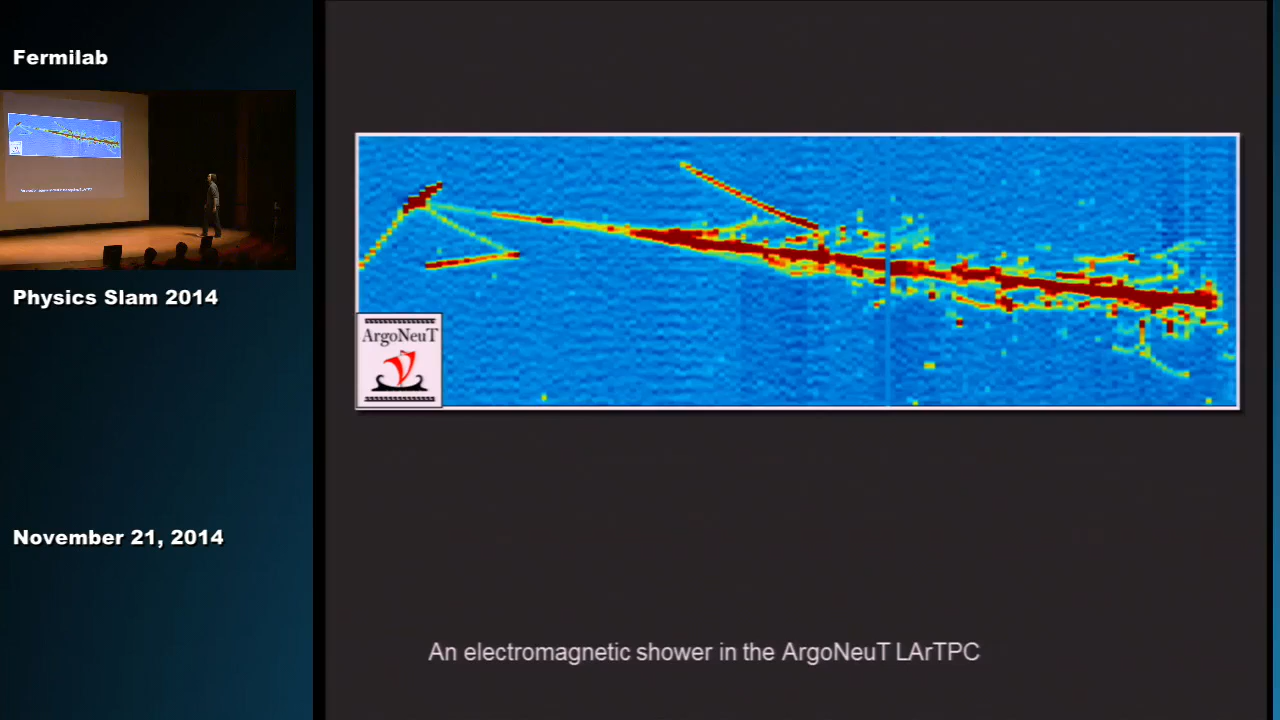 Fermilab
Physics Slam 2014
November 21, 2014
ArgoNeuT
An electromagnetic shower in the ArgoNeuT LArTPC